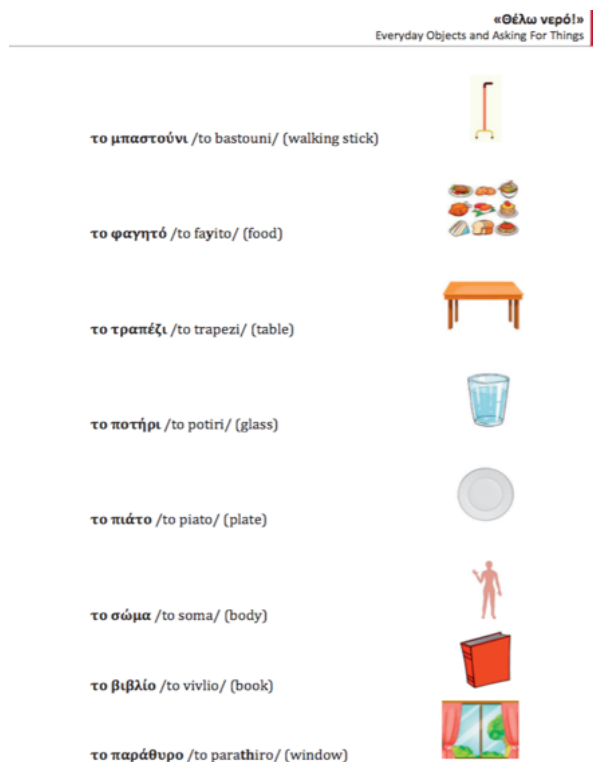 «Θέλω νερό!»
Everyday Objects and Asking For Things
το μπαστούνι /to bastouni/ (walking stick)
το φαγητό /to fayito/ (food)
το τραπέζι /to trapezi/ (table)
το ποτήρι /to potiri/ (glass)
το πιάτο /to piato/ (plate)
το σώμα /to soma/ (body)
το βιβλίο /to vivlio/ (book)
το παράθυρο /to parathiro/ (window)